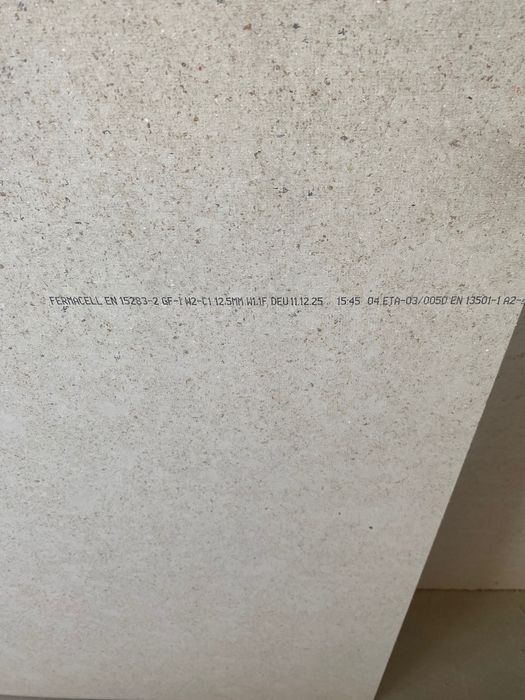 FERMACELL EN 15283-2 GF-I W2-C1 12.5MM W1.1F DEU 11.12.25 15:45 04 ETA-03/0050 EN 13501-1 A2-